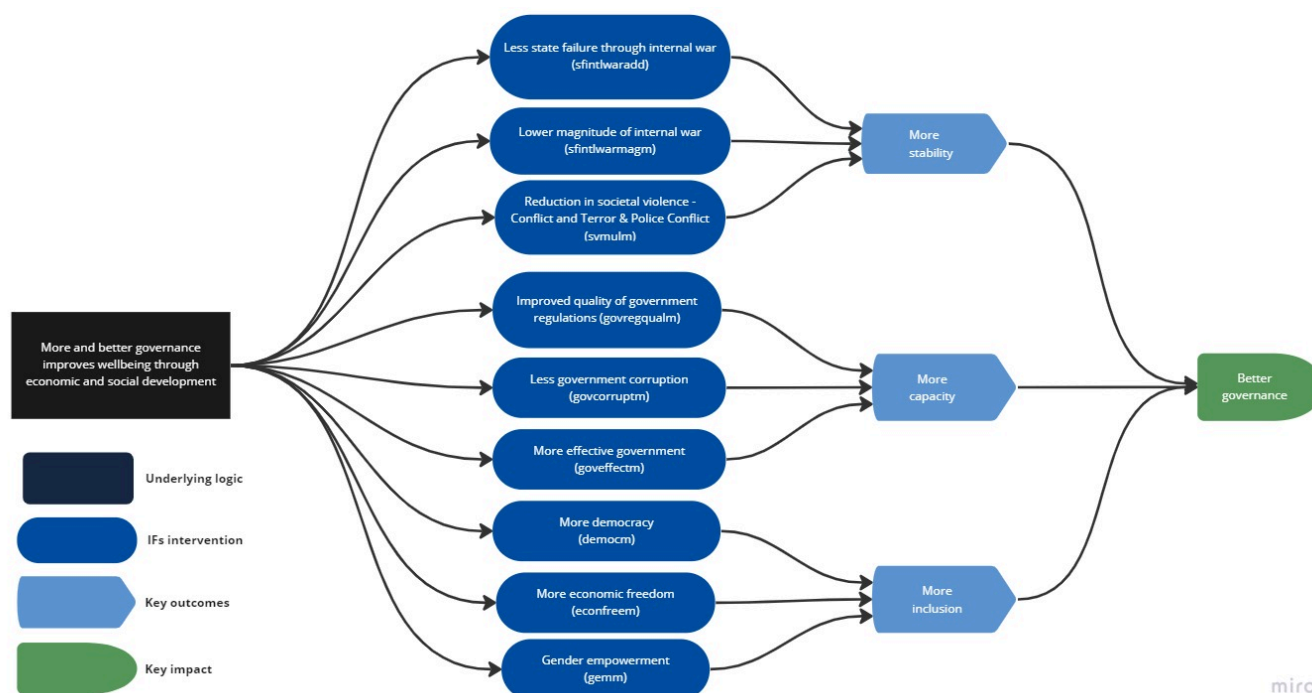 Less state failure through internal war
(sfintlwaradd)
Lower magnitude of internal war
(sfintlwarmagm)
Reduction in societal violence -
Conflict and Terror & Police Conflict
(svmulm)
Improved quality of government
regulations (govregqualm)
Less government corruption
(govcorruptm)
More effective government
(goveffectm)
More democracy
(democm)
More economic freedom
(econfreem)
Gender empowerment
(gemm)
More
stability
More
capacity
More
inclusion
Better
governance
More and better governance
improves wellbeing through
economic and social development
Underlying logic
IFs intervention
Key outcomes
Key impact